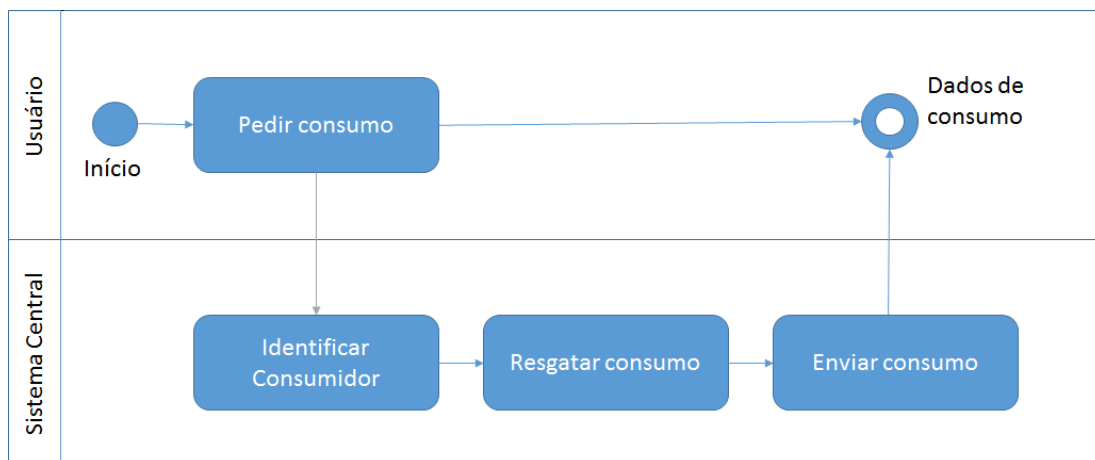 Usuário
Início
Pedir consumo
Dados de
consumo
Sistema Central
Identificar
Consumidor
Resgatar consumo
Enviar consumo